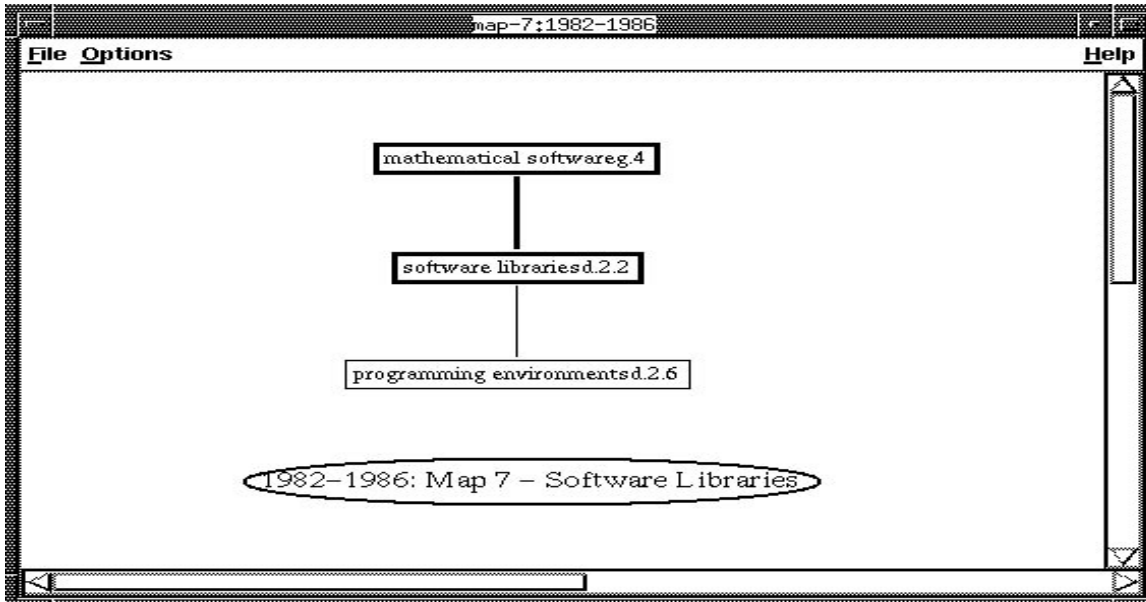 map-7:1982-1986
File Options Help
mathematical softwareg.4
software librariesd.2.2
programming environmentsd.2.6
1982-1986: Map 7 - Software Libraries